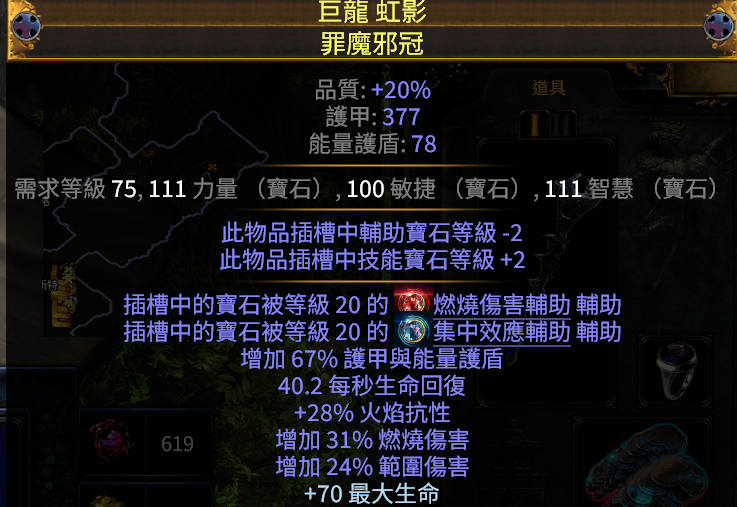 巨龍 虹影
罪魔邪冠
道具
品質: +20%
護甲: 377
能量護盾: 78
需求等級 75, 111 力量 （寶石）, 100 敏捷 （寶石）, 111 智慧 （寶石）
此物品插槽中輔助寶石等級 -2
此物品插槽中技能寶石等級 +2
插槽中的寶石被等級 20 的 燃燒傷害輔助 輔助
插槽中的寶石被等級 20 的 集中效應輔助 輔助
增加 67% 護甲與能量護盾
40.2 每秒生命回復
+28% 火焰抗性
增加 31% 燃燒傷害
增加 24% 範圍傷害
+70 最大生命
619